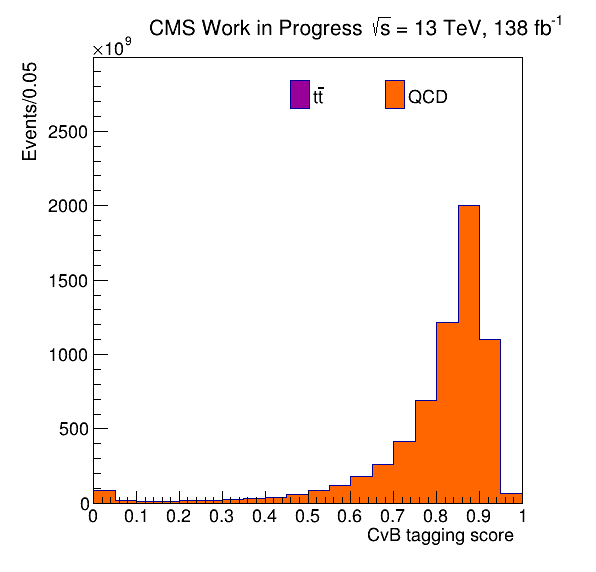 CMS Work in Progress √s = 13 TeV, 138 fb⁻¹
×10⁹
tt̄ QCD
Events/0.05
2500
2000
1500
1000
500
0
0 0.1 0.2 0.3 0.4 0.5 0.6 0.7 0.8 0.9 1
CvB tagging score